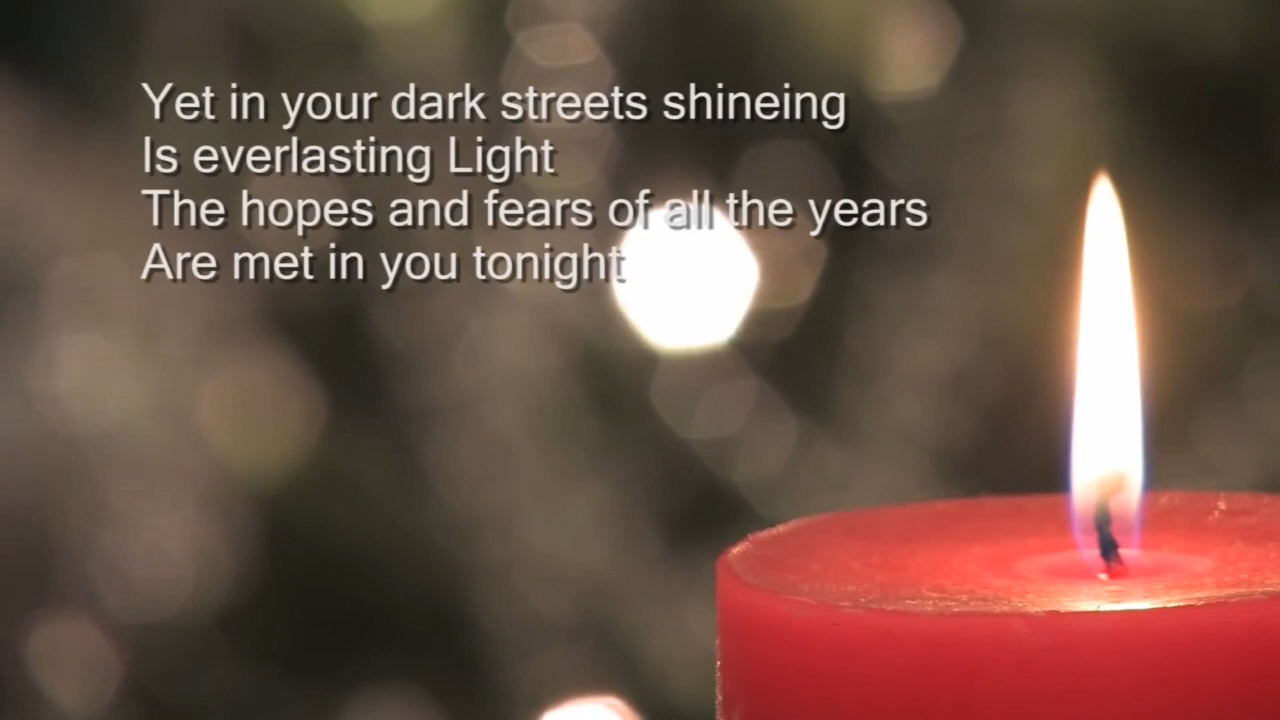 Yet in your dark streets shineing
Is everlasting Light
The hopes and fears of all the years
Are met in you tonight